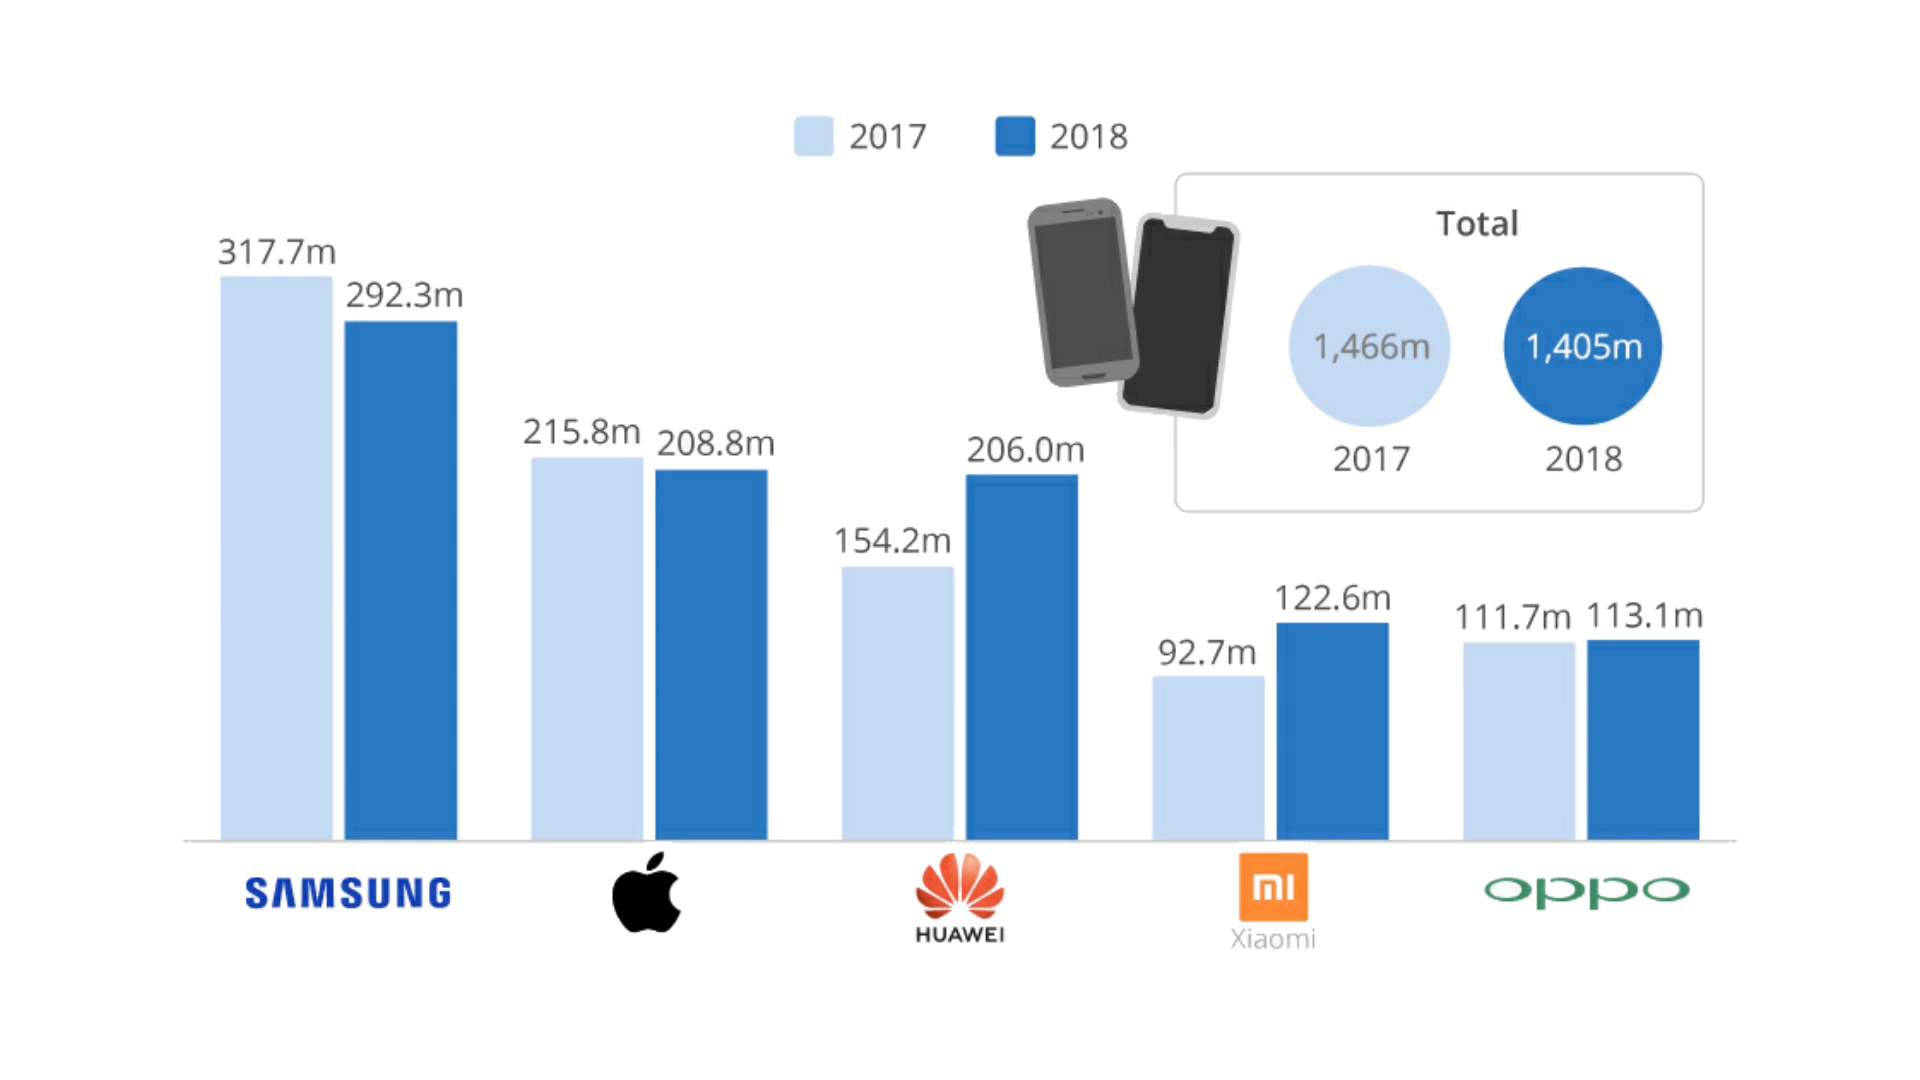 2017 2018
Total
317.7m
292.3m
1,466m 1,405m
215.8m 208.8m 206.0m
2017 2018
154.2m
122.6m
111.7m 113.1m
92.7m
SAMSUNG
HUAWEI
mi
Xiaomi
oppo